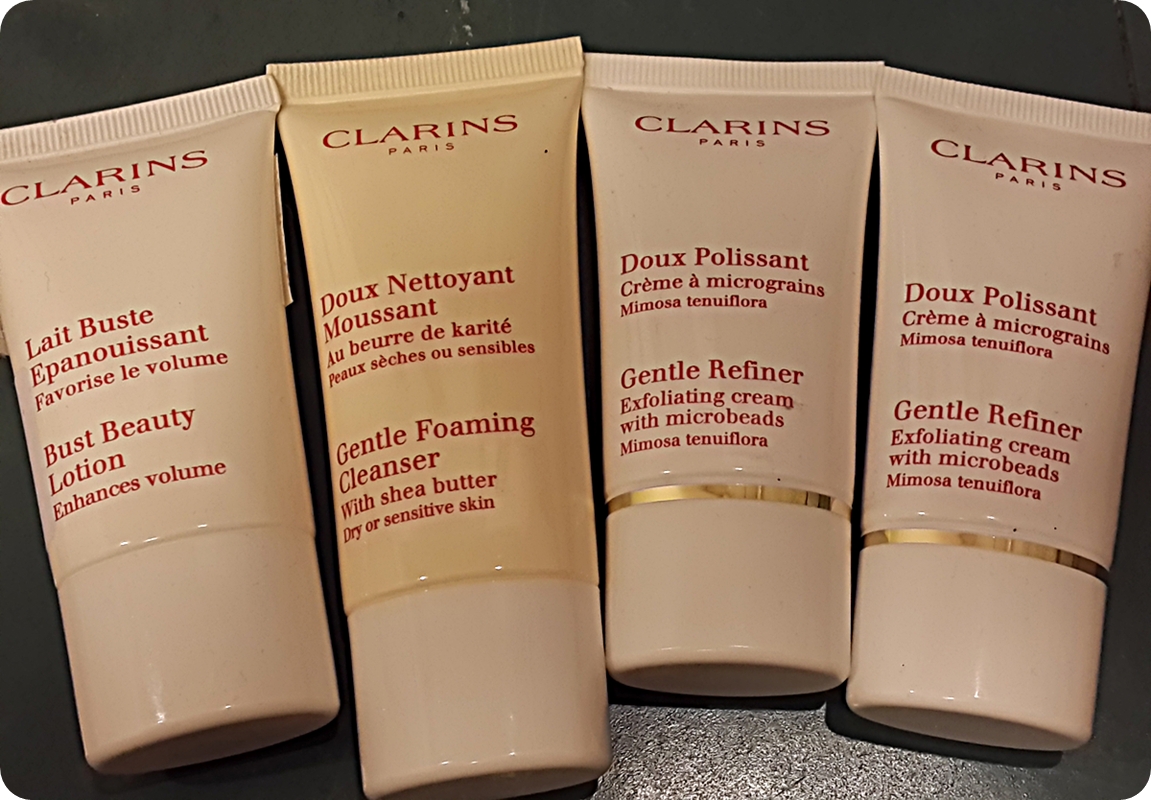 CLARINS
PARIS
Lait Buste
Epanouissant
Favorise le volume
Bust Beauty
Lotion
Enhances volume
CLARINS
PARIS
Doux Nettoyant
Moussant
Au beurre de karité
Peaux sèches ou sensibles
Gentle Foaming
Cleanser
With shea butter
Dry or sensitive skin
CLARINS
PARIS
Doux Polissant
Crème à micrograins
Mimosa tenuiflora
Gentle Refiner
Exfoliating cream
with microbeads
Mimosa tenuiflora
CLARINS
PARIS
Doux Polissant
Crème à micrograins
Mimosa tenuiflora
Gentle Refiner
Exfoliating cream
with microbeads
Mimosa tenuiflora